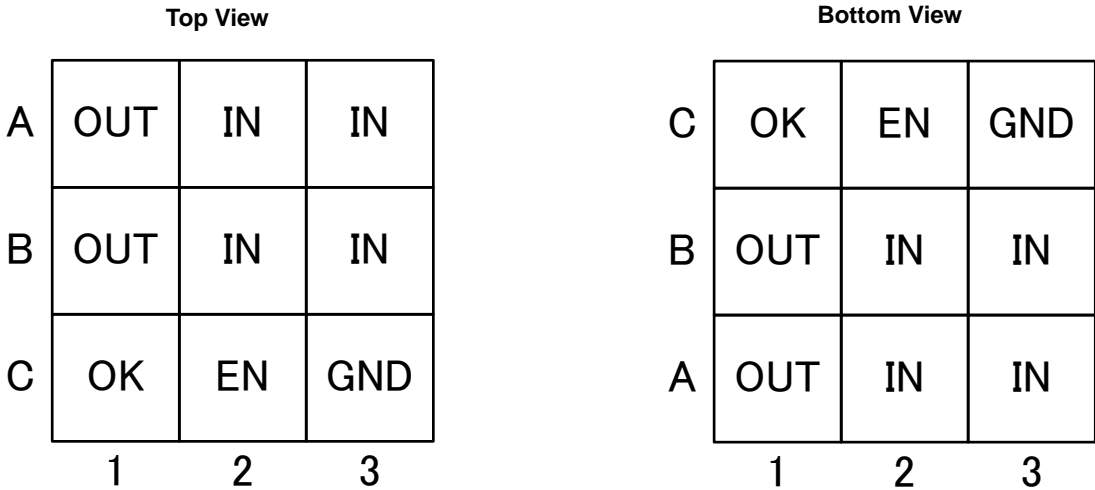 Top View
A OUT IN IN
B OUT IN IN
C OK EN GND
1 2 3
Bottom View
C OK EN GND
B OUT IN IN
A OUT IN IN
1 2 3